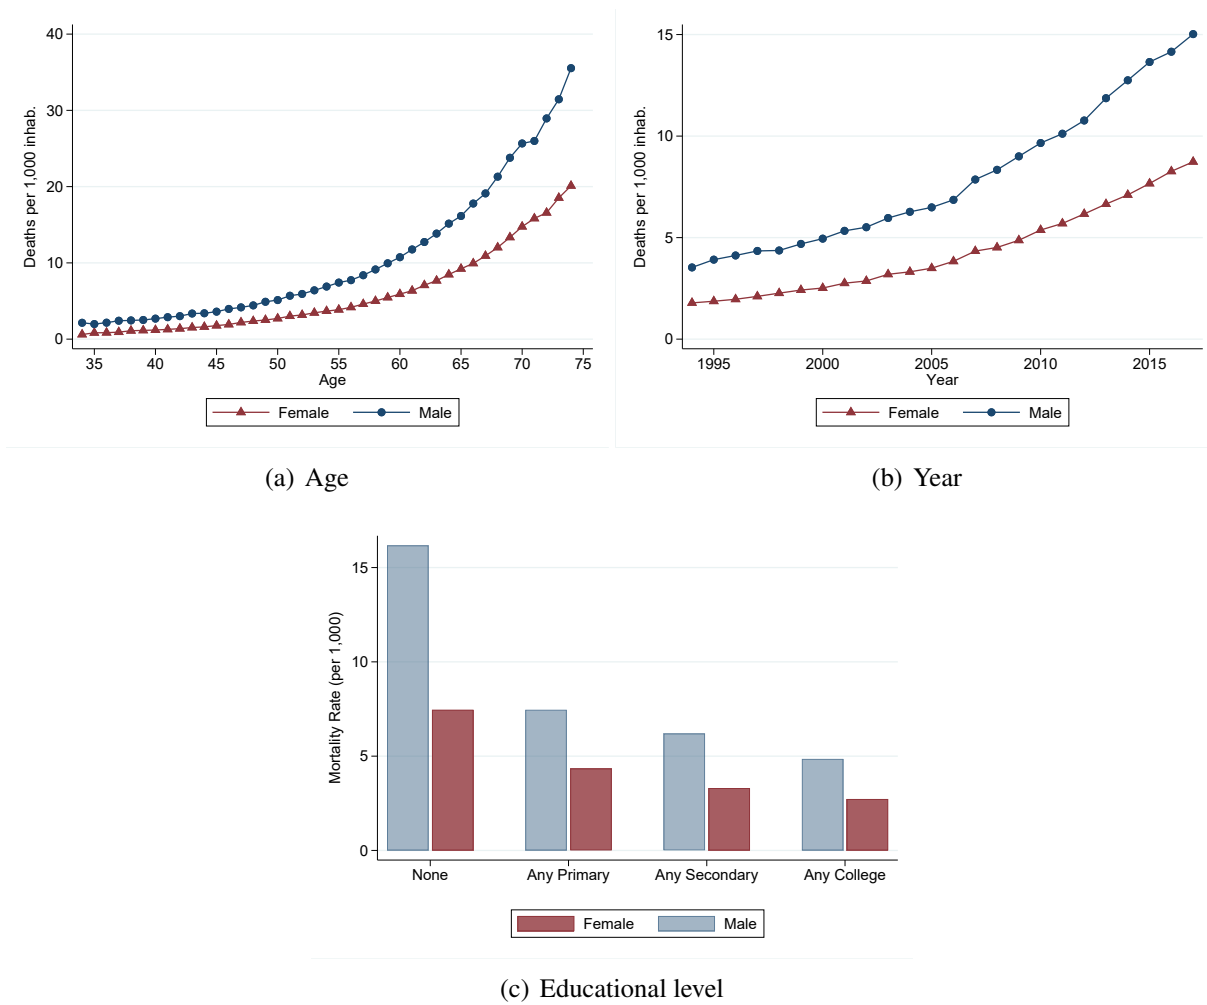 40
30
20
10
0
Deaths per 1,000 inhab.
35 40 45 50 55 60 65 70 75
Age
Female Male
(a) Age
15
10
5
0
Deaths per 1,000 inhab.
1995 2000 2005 2010 2015
Year
Female Male
(b) Year
15
10
5
0
Mortality Rate (per 1,000)
None Any Primary Any Secondary Any College
Female Male
(c) Educational level